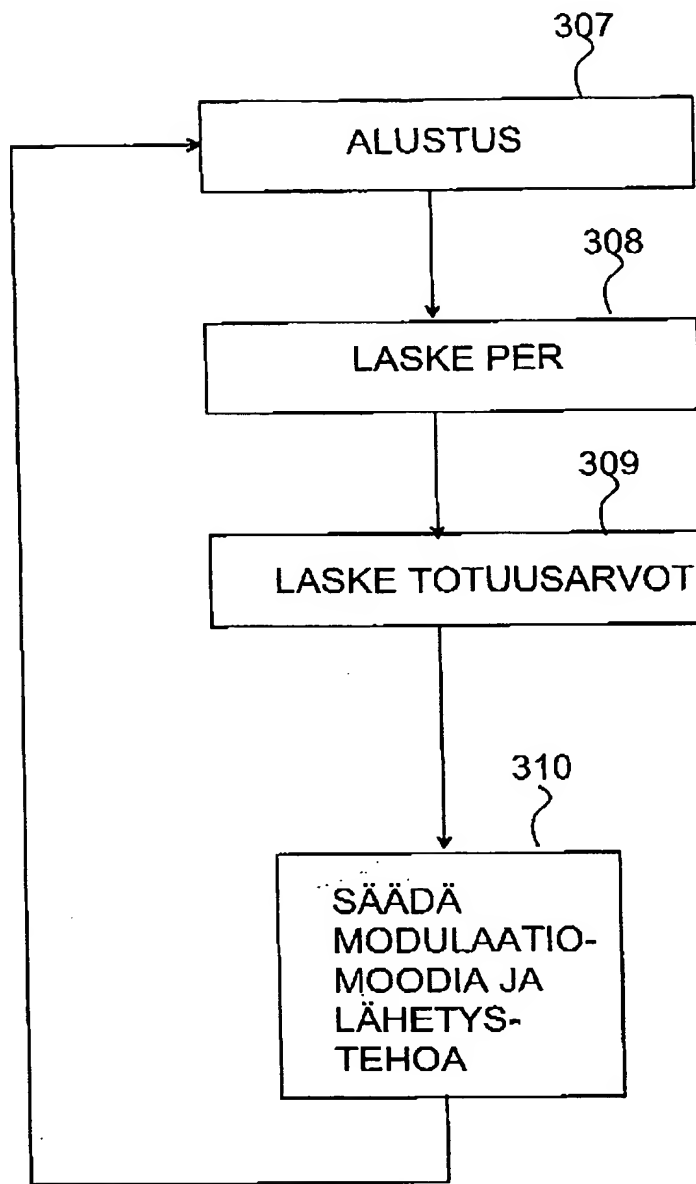 307
ALUSTUS
308
LASKE PER
309
LASKE TOTUUSARVOT
310
SÄÄDÄ
MODULAATIO-
MOODIA JA
LÄHETYS-
TEHOA